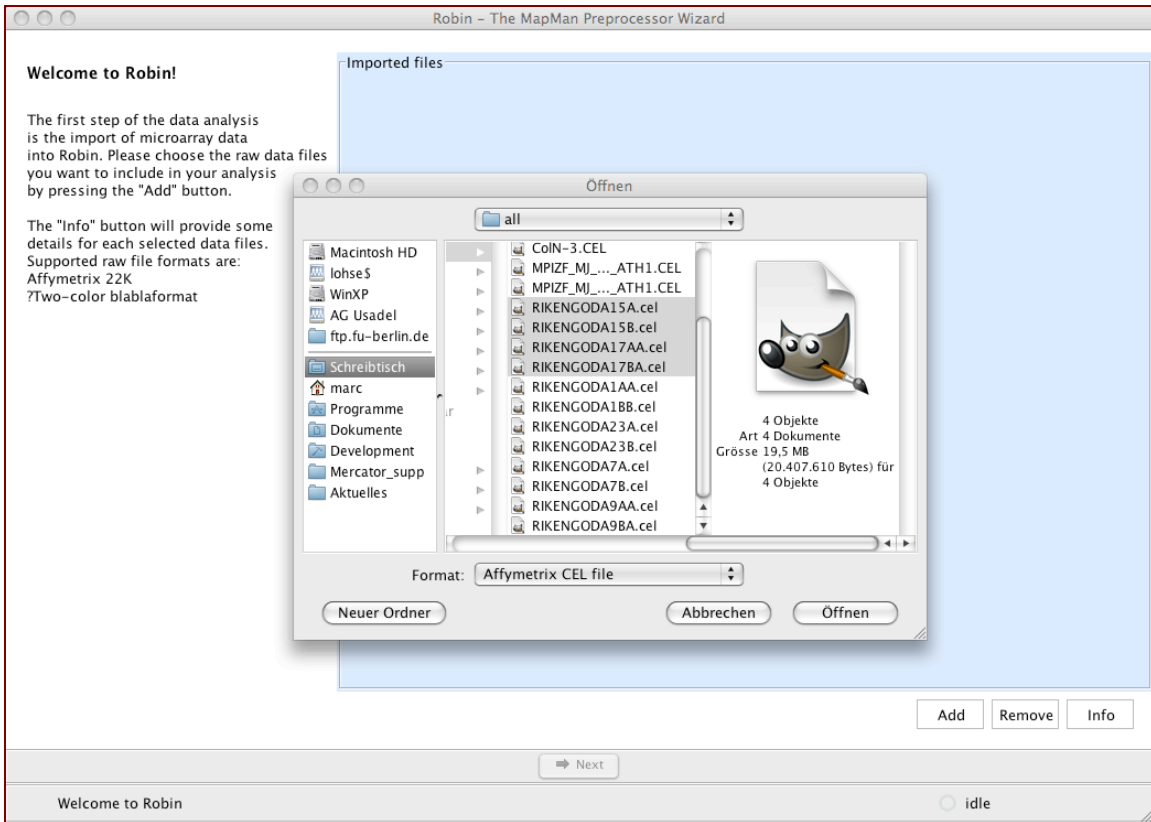 Robin – The MapMan Preprocessor Wizard
Welcome to Robin!
The first step of the data analysis
is the import of microarray data
into Robin. Please choose the raw data files
you want to include in your analysis
by pressing the "Add" button.
The "Info" button will provide some
details for each selected data files.
Supported raw file formats are:
Affymetrix 22K
?Two-color blablaformat
Imported files
Öffnen
all
Macintosh HD
lohse$
WinXP
AG Usadel
ftp.fu-berlin.de
Schreibtisch
marc
Programme
Dokumente
Development
Mercator_supp
Aktuelles
ColN-3.CEL
MPIZF_MJ_..._ATH1.CEL
MPIZF_MJ_..._ATH1.CEL
RIKENGODA15A.cel
RIKENGODA15B.cel
RIKENGODA17AA.cel
RIKENGODA17BA.cel
RIKENGODA1AA.cel
RIKENGODA1BB.cel
RIKENGODA23A.cel
RIKENGODA23B.cel
RIKENGODA7A.cel
RIKENGODA7B.cel
RIKENGODA9AA.cel
RIKENGODA9BA.cel
4 Objekte
Art 4 Dokumente
Grösse 19,5 MB
(20.407.610 Bytes) für
4 Objekte
Format: Affymetrix CEL file
Neuer Ordner
Abbrechen
Öffnen
Add
Remove
Info
Next
Welcome to Robin
idle